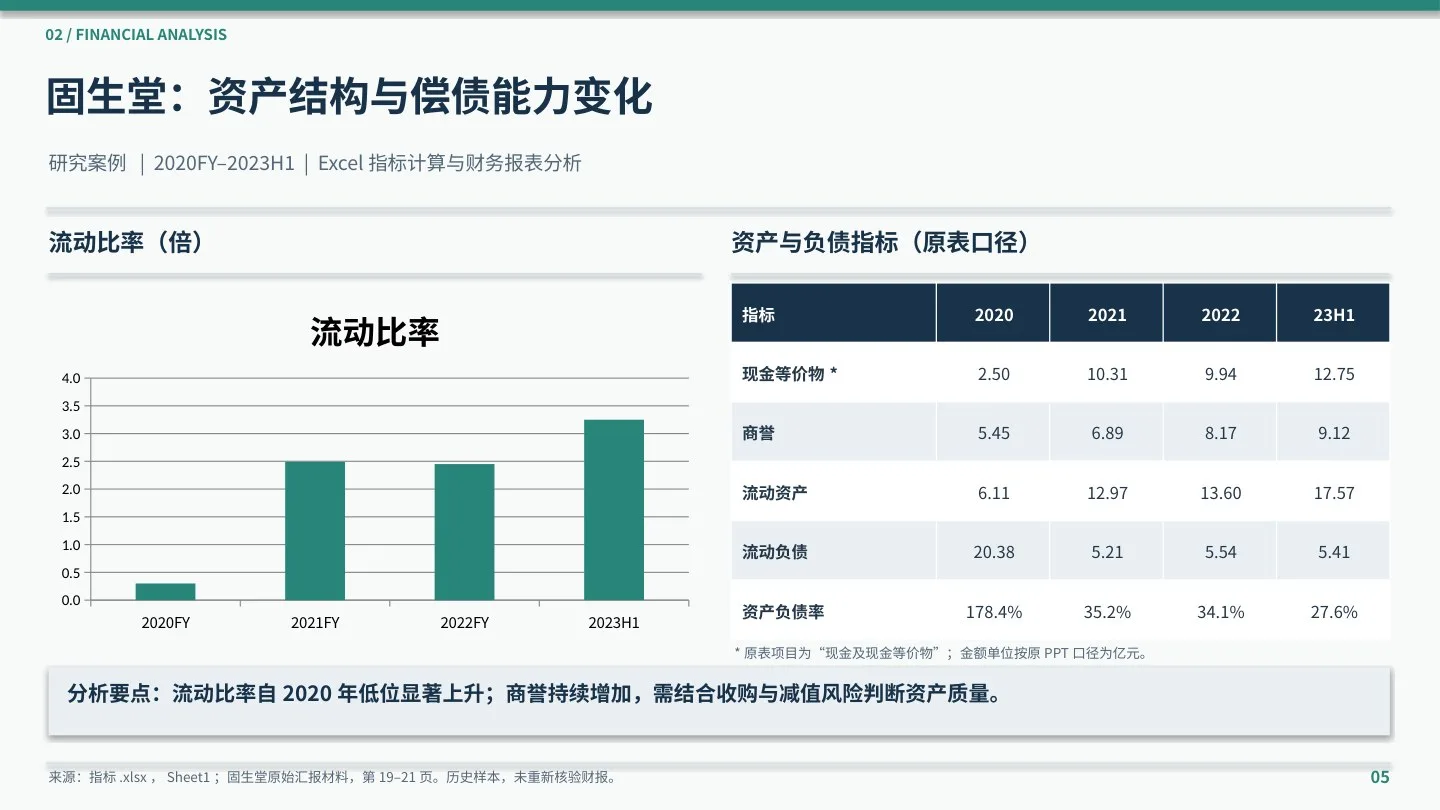 02 / FINANCIAL ANALYSIS
固生堂：资产结构与偿债能力变化
研究案例 | 2020FY–2023H1 | Excel 指标计算与财务报表分析
流动比率（倍）
流动比率
4.0
3.5
3.0
2.5
2.0
1.5
1.0
0.5
0.0
2020FY 2021FY 2022FY 2023H1
资产与负债指标（原表口径）
指标 2020 2021 2022 23H1
现金等价物 * 2.50 10.31 9.94 12.75
商誉 5.45 6.89 8.17 9.12
流动资产 6.11 12.97 13.60 17.57
流动负债 20.38 5.21 5.54 5.41
资产负债率 178.4% 35.2% 34.1% 27.6%
* 原表项目为“现金及现金等价物”；金额单位按原 PPT 口径为亿元。
分析要点：流动比率自 2020 年低位显著上升；商誉持续增加，需结合收购与减值风险判断资产质量。
来源：指标 .xlsx ， Sheet1 ；固生堂原始汇报材料，第 19–21 页。历史样本，未重新核验财报。
05